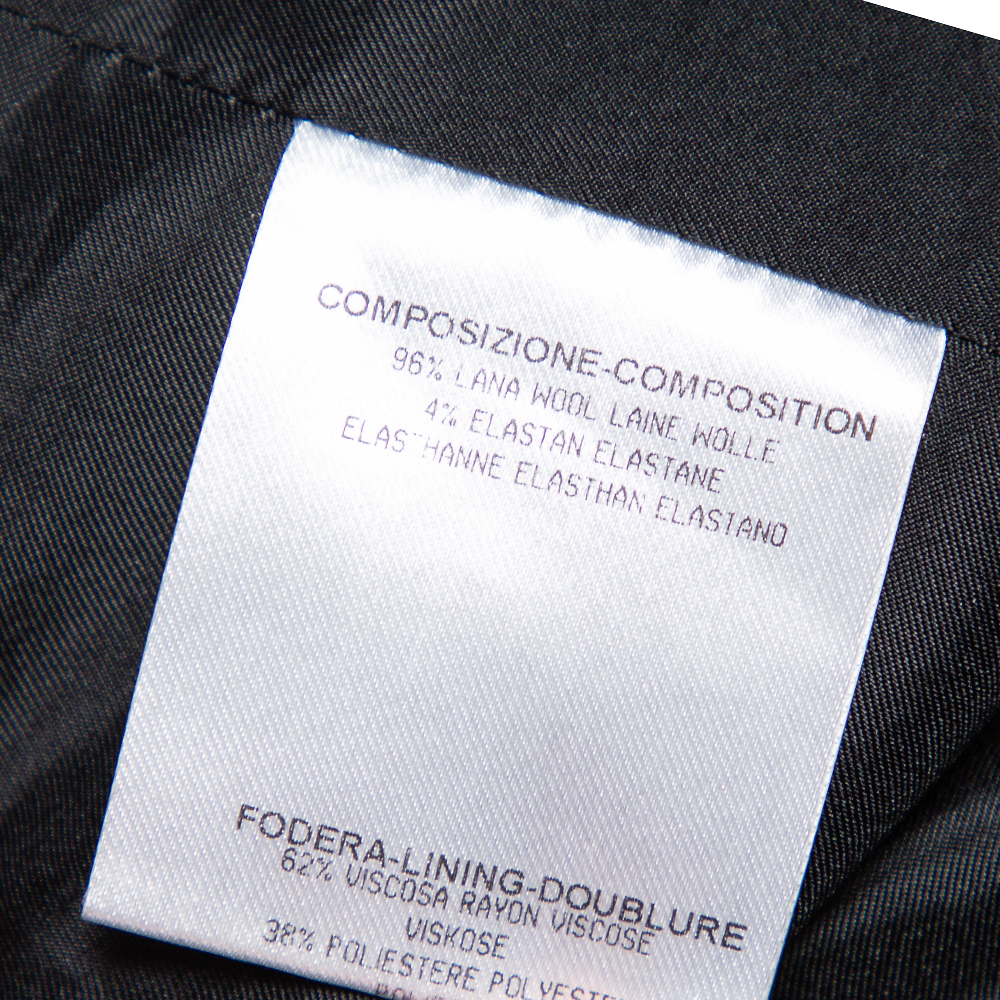 COMPOSIZIONE-COMPOSITION
96% LANA WOOL LAINE WOLLE
4% ELASTAN ELASTANE
ELASTHANNE ELASTHAN ELASTANO
FODERA-LINING-DOUBLURE
62% VISCOSA RAYON VISCOSE
VISKOSE
38% POLIESTERE